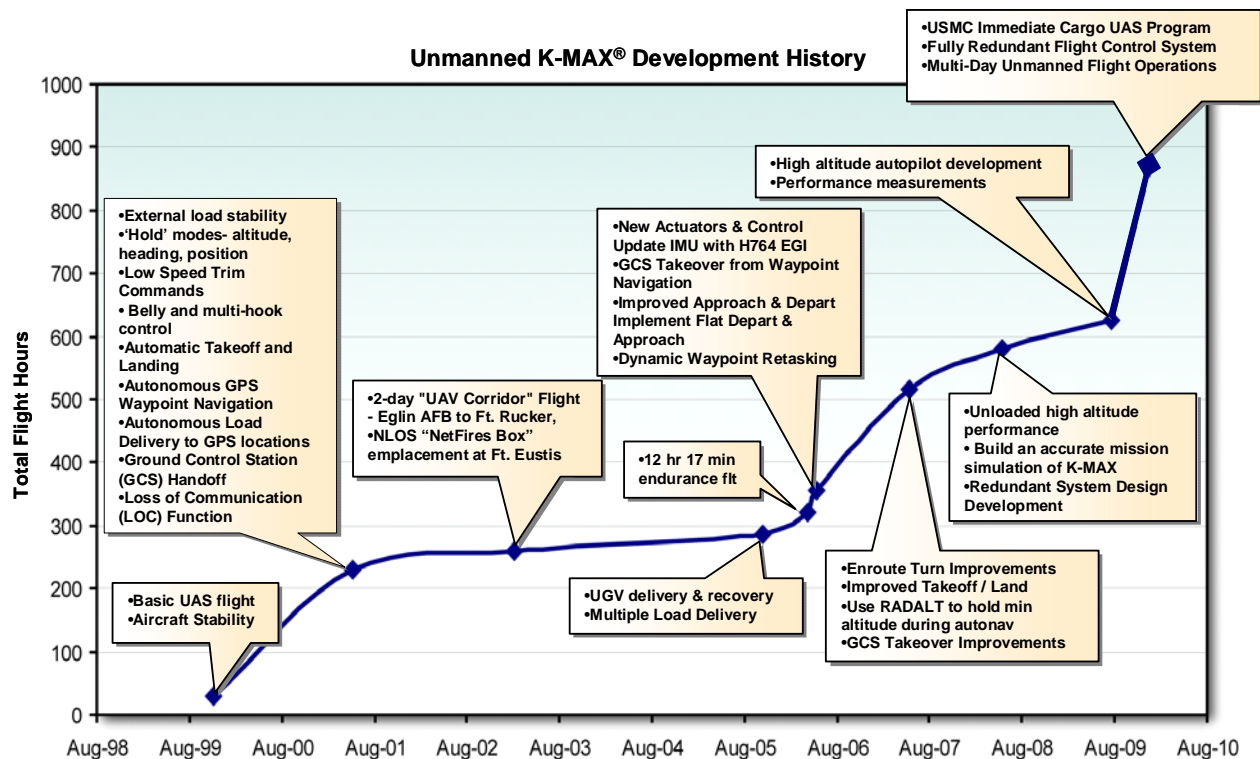 Unmanned K-MAX® Development History
•USMC Immediate Cargo UAS Program
•Fully Redundant Flight Control System
•Multi-Day Unmanned Flight Operations
•High altitude autopilot development
•Performance measurements
•External load stability
•‘Hold’ modes- altitude,
heading, position
•Low Speed Trim
Commands
• Belly and multi-hook
control
•Automatic Takeoff and
Landing
•Autonomous GPS
Waypoint Navigation
•Autonomous Load
Delivery to GPS locations
•Ground Control Station
(GCS) Handoff
•Loss of Communication
(LOC) Function
•New Actuators & Control
Update IMU with H764 EGI
•GCS Takeover from Waypoint
Navigation
•Improved Approach & Depart
Implement Flat Depart &
Approach
•Dynamic Waypoint Retasking
•2-day "UAV Corridor" Flight
- Eglin AFB to Ft. Rucker,
•NLOS “NetFires Box”
emplacement at Ft. Eustis
•12 hr 17 min
endurance flt
•Unloaded high altitude
performance
• Build an accurate mission
simulation of K-MAX
•Redundant System Design
Development
•Basic UAS flight
•Aircraft Stability
•UGV delivery & recovery
•Multiple Load Delivery
•Enroute Turn Improvements
•Improved Takeoff / Land
•Use RADALT to hold min
altitude during autonav
•GCS Takeover Improvements
Total Flight Hours
1000
900
800
700
600
500
400
300
200
100
0
Aug-98 Aug-99 Aug-00 Aug-01 Aug-02 Aug-03 Aug-04 Aug-05 Aug-06 Aug-07 Aug-08 Aug-09 Aug-10